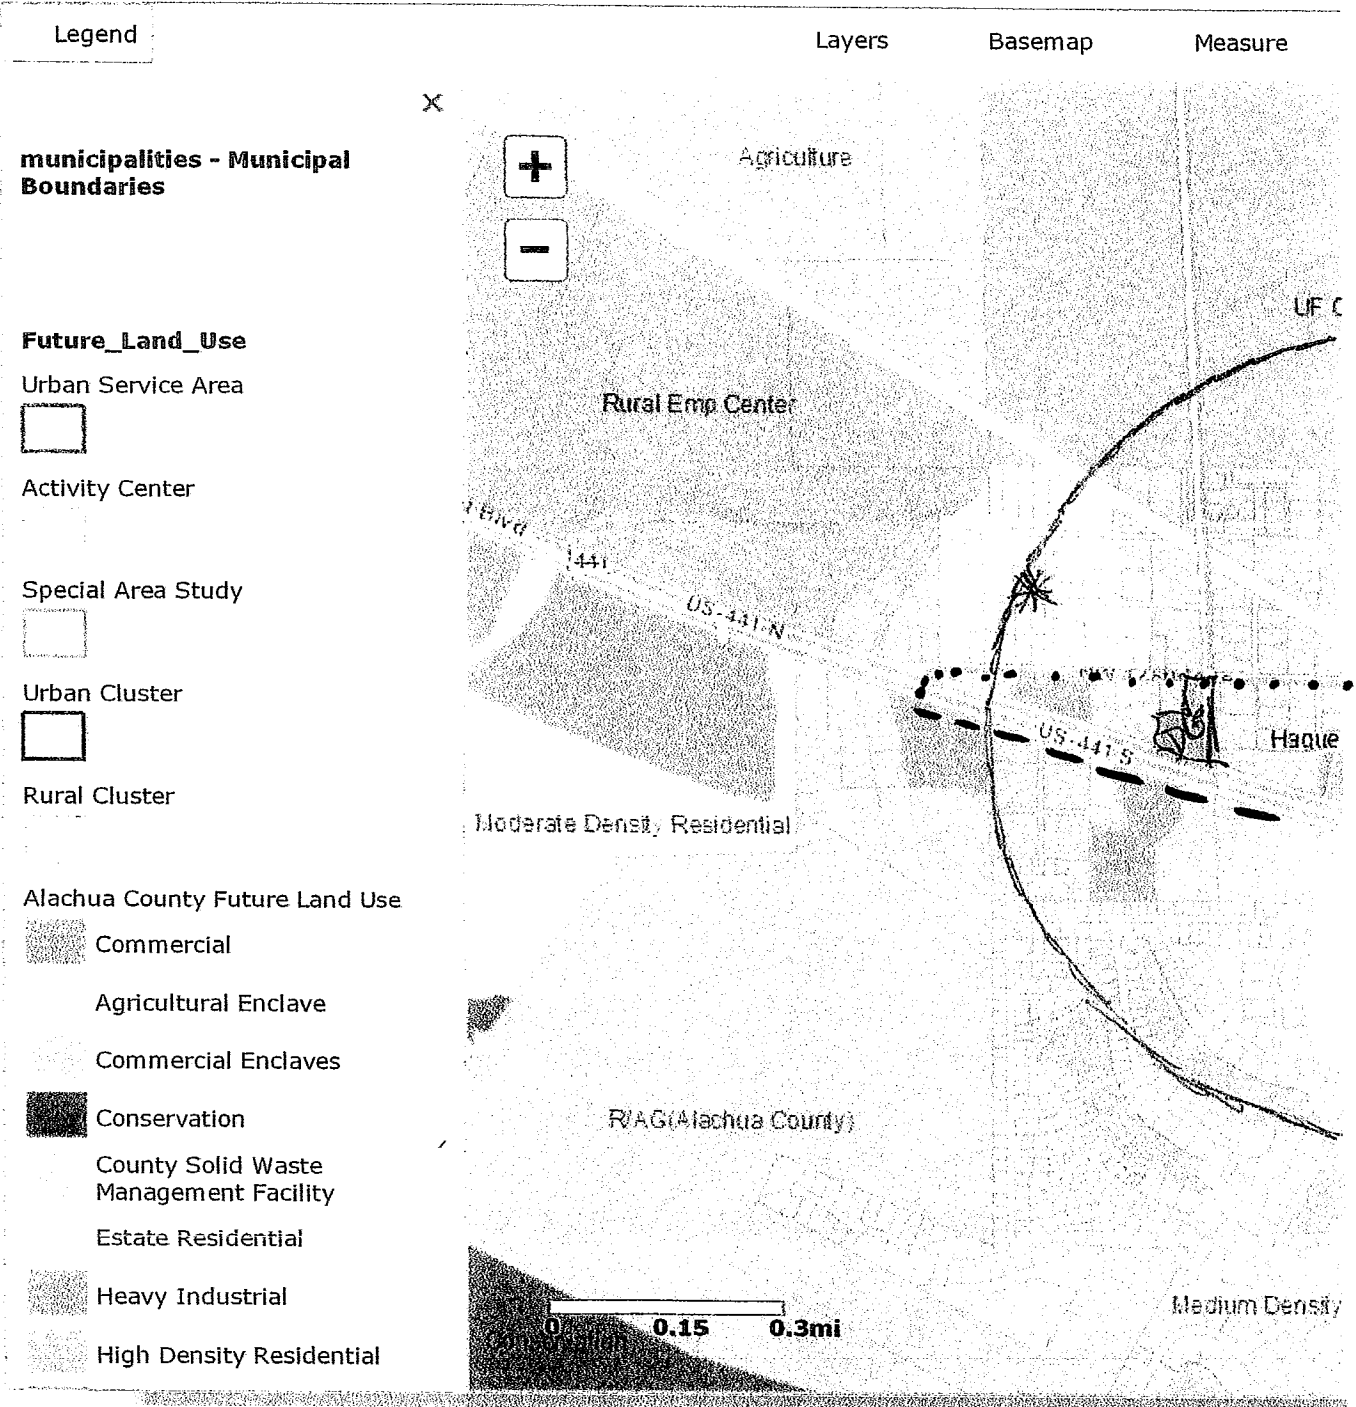 Legend
Layers Basemap Measure
X
municipalities - Municipal
Boundaries
+
−
Agriculture
UF C
Future_Land_Use
Urban Service Area
Rural Emp Center
Activity Center
Blvd
441
Special Area Study
US-441-N
Urban Cluster
US-441 S
Hague
Rural Cluster
Moderate Density Residential
Alachua County Future Land Use
Commercial
Agricultural Enclave
Commercial Enclaves
Conservation
R/AG(Alachua County)
County Solid Waste
Management Facility
Estate Residential
Heavy Industrial
Medium Density
0 0.15 0.3mi
Conservation
High Density Residential